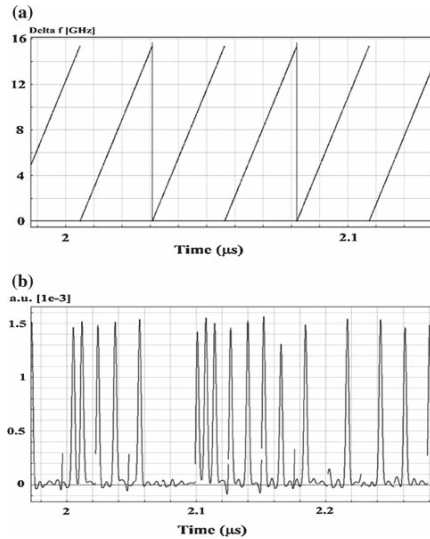 (a)
Delta f [GHz]
16
12
8
4
0
2
2.1
Time (µs)
(b)
a.u. [1e-3]
1.5
1
0.5
0
2
2.1
2.2
Time (µs)